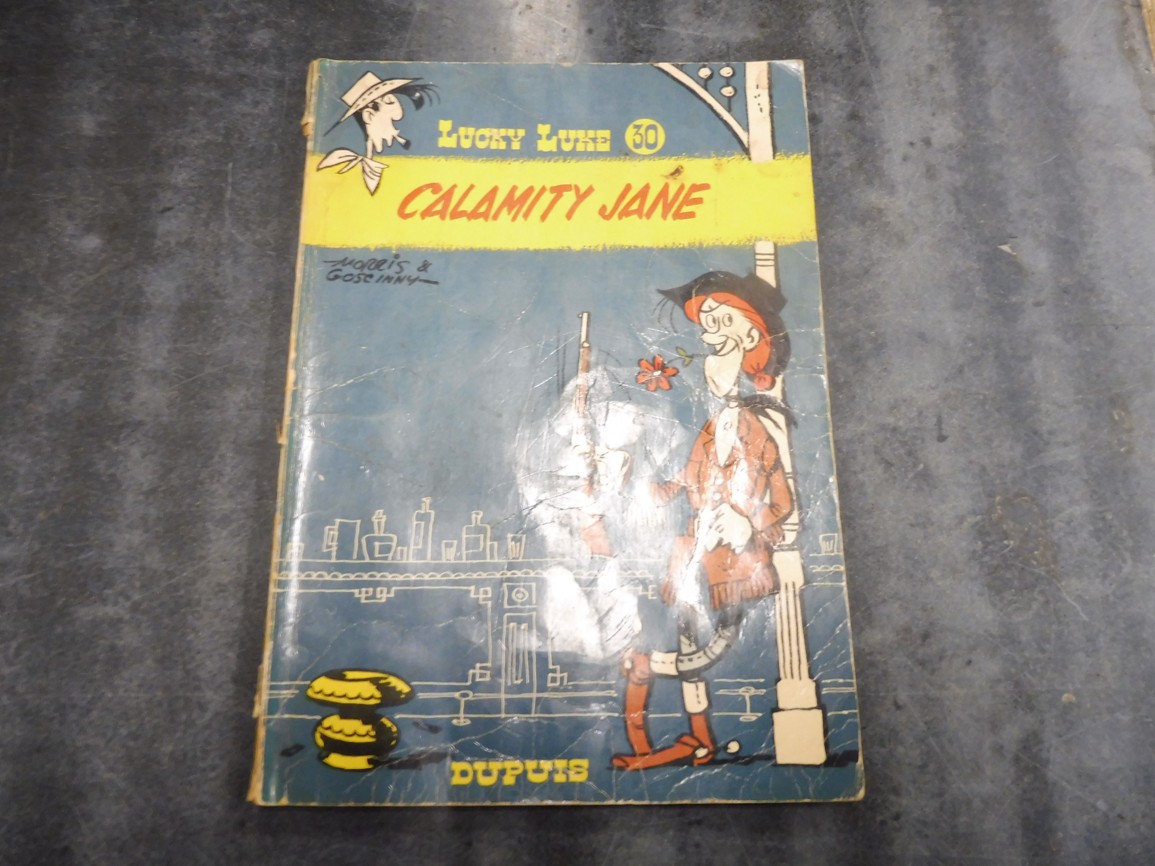 LUCKY LUKE 30
CALAMITY JANE
MORRIS &
GOSCINNY
DUPUIS